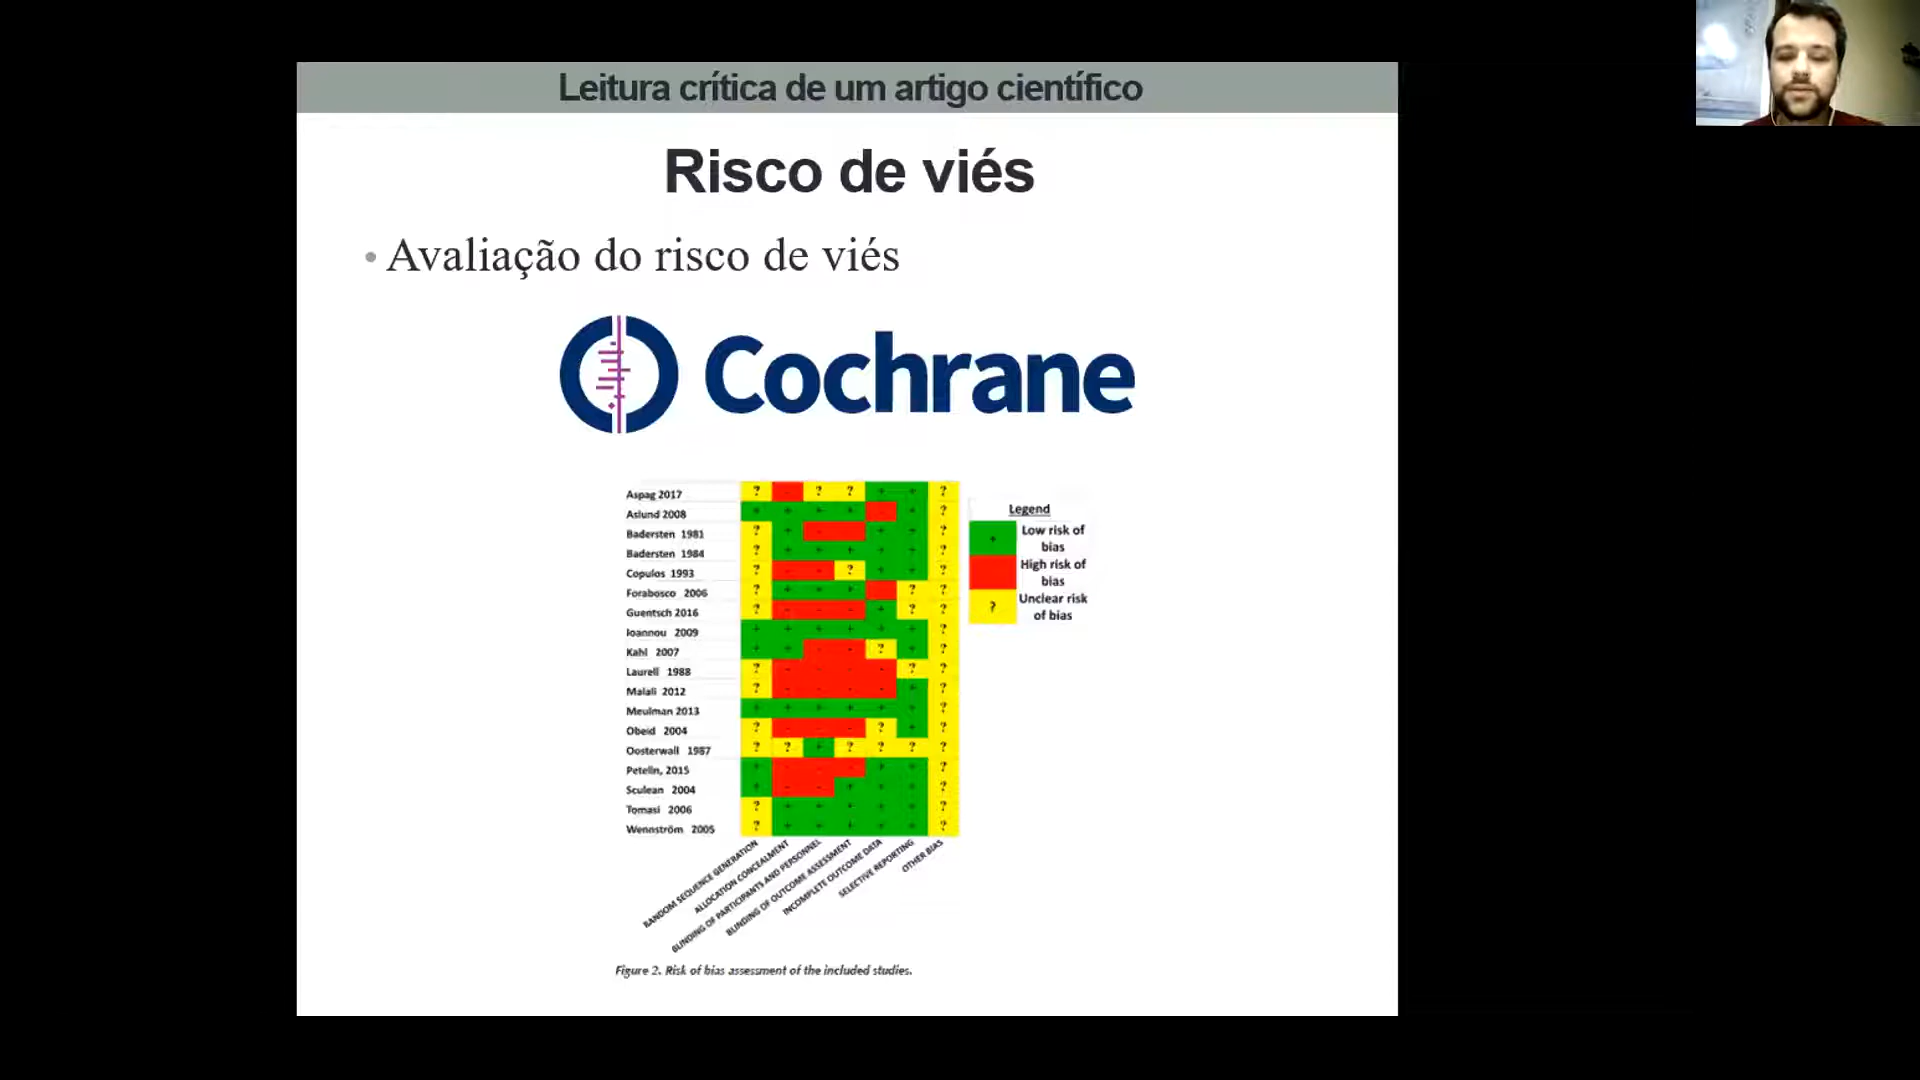 Leitura crítica de um artigo científico
Risco de viés
• Avaliação do risco de viés
Cochrane
Aspag 2017 ? - ? ? + + ?
Aslund 2008 + + + + - + ?
Badersten 1981 ? + - - + + ?
Badersten 1984 ? + + + + + ?
Copulos 1993 ? - - ? + + ?
Forabosco 2006 ? + + + - ? ?
Guentsch 2016 ? - - - + ? ?
Ioannou 2009 + + + + + + ?
Kahl 2007 + + - - ? + ?
Laurell 1988 ? - - - - ? ?
Malali 2012 ? - - - - + ?
Meulman 2013 + + + + + + ?
Obeid 2004 ? - - - ? + ?
Oosterwall 1987 ? ? + ? ? ? ?
Petelin, 2015 + - - - + + ?
Sculean 2004 + - - + + + ?
Tomasi 2006 ? + + + + + ?
Wennström 2005 ? + + + + + ?
RANDOM SEQUENCE GENERATION
ALLOCATION CONCEALMENT
BLINDING OF PARTICIPANTS AND PERSONNEL
BLINDING OF OUTCOME ASSESSMENT
INCOMPLETE OUTCOME DATA
SELECTIVE REPORTING
OTHER BIAS
Legend
+ Low risk of
bias
High risk of
bias
? Unclear risk
of bias
Figure 2. Risk of bias assessment of the included studies.